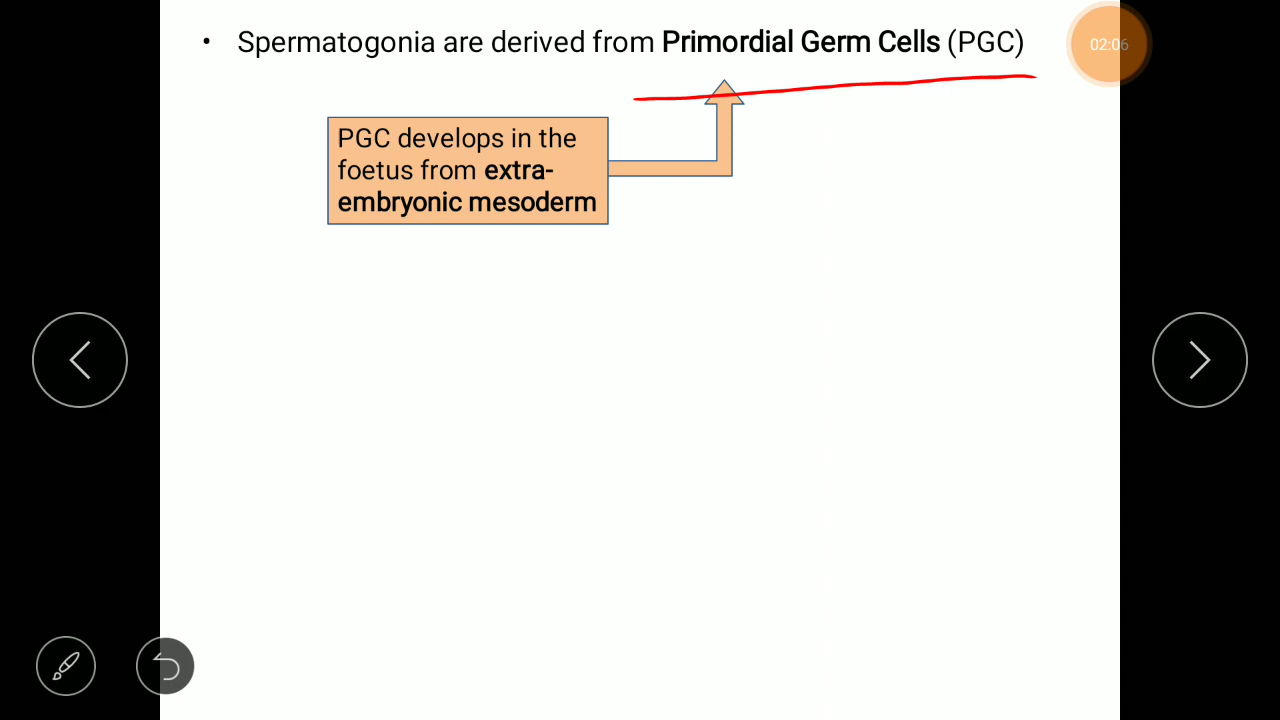 • Spermatogonia are derived from Primordial Germ Cells (PGC)
02:06
PGC develops in the
foetus from extra-
embryonic mesoderm